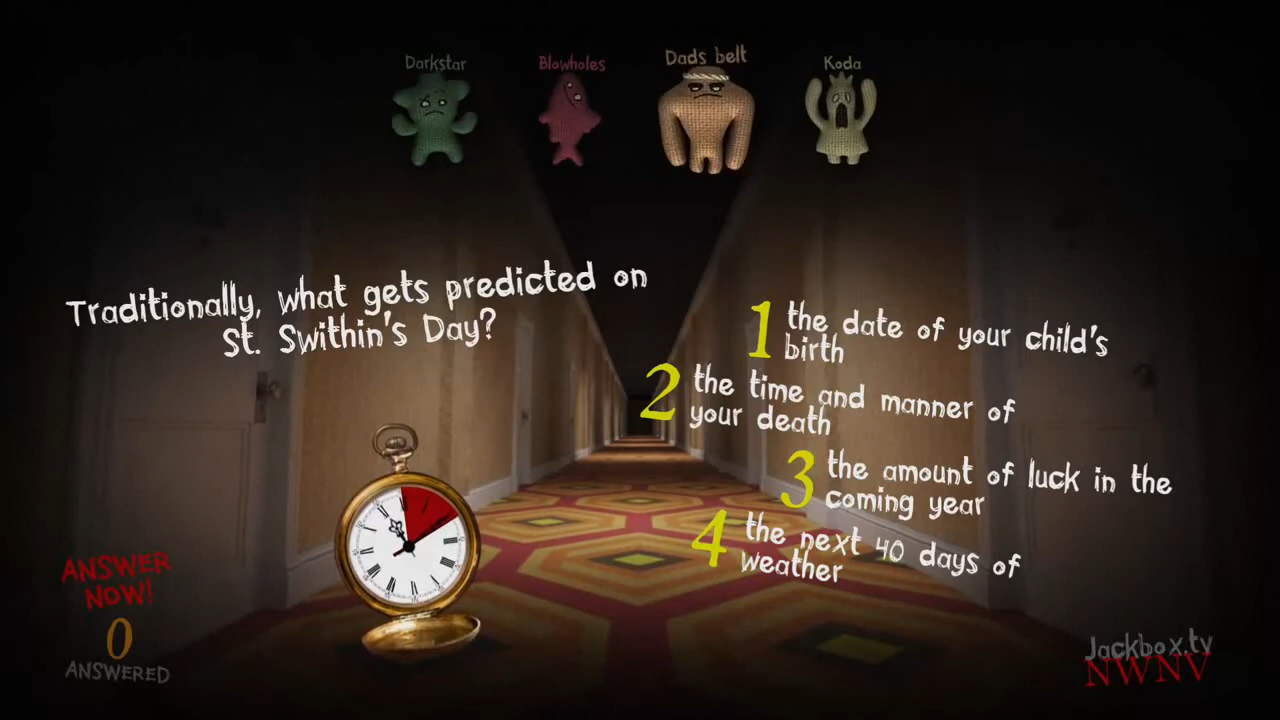 Darkstar
Blowholes
Dads belt
Koda
Traditionally, what gets predicted on
St. Swithin's Day?
1 the date of your child's
birth
2 the time and manner of
your death
3 the amount of luck in the
coming year
4 the next 40 days of
weather
ANSWER
NOW!
0
ANSWERED
Jackbox.tv
NWNV